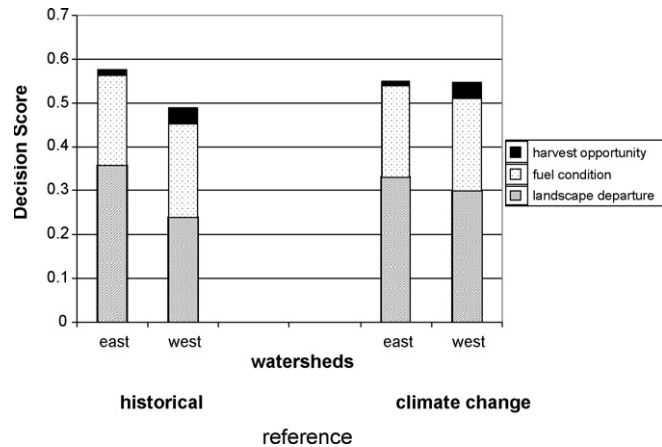 0.7
0.6
0.5
0.4
0.3
0.2
0.1
0
Decision Score
east west east west
watersheds
historical climate change
reference
harvest opportunity
fuel condition
landscape departure